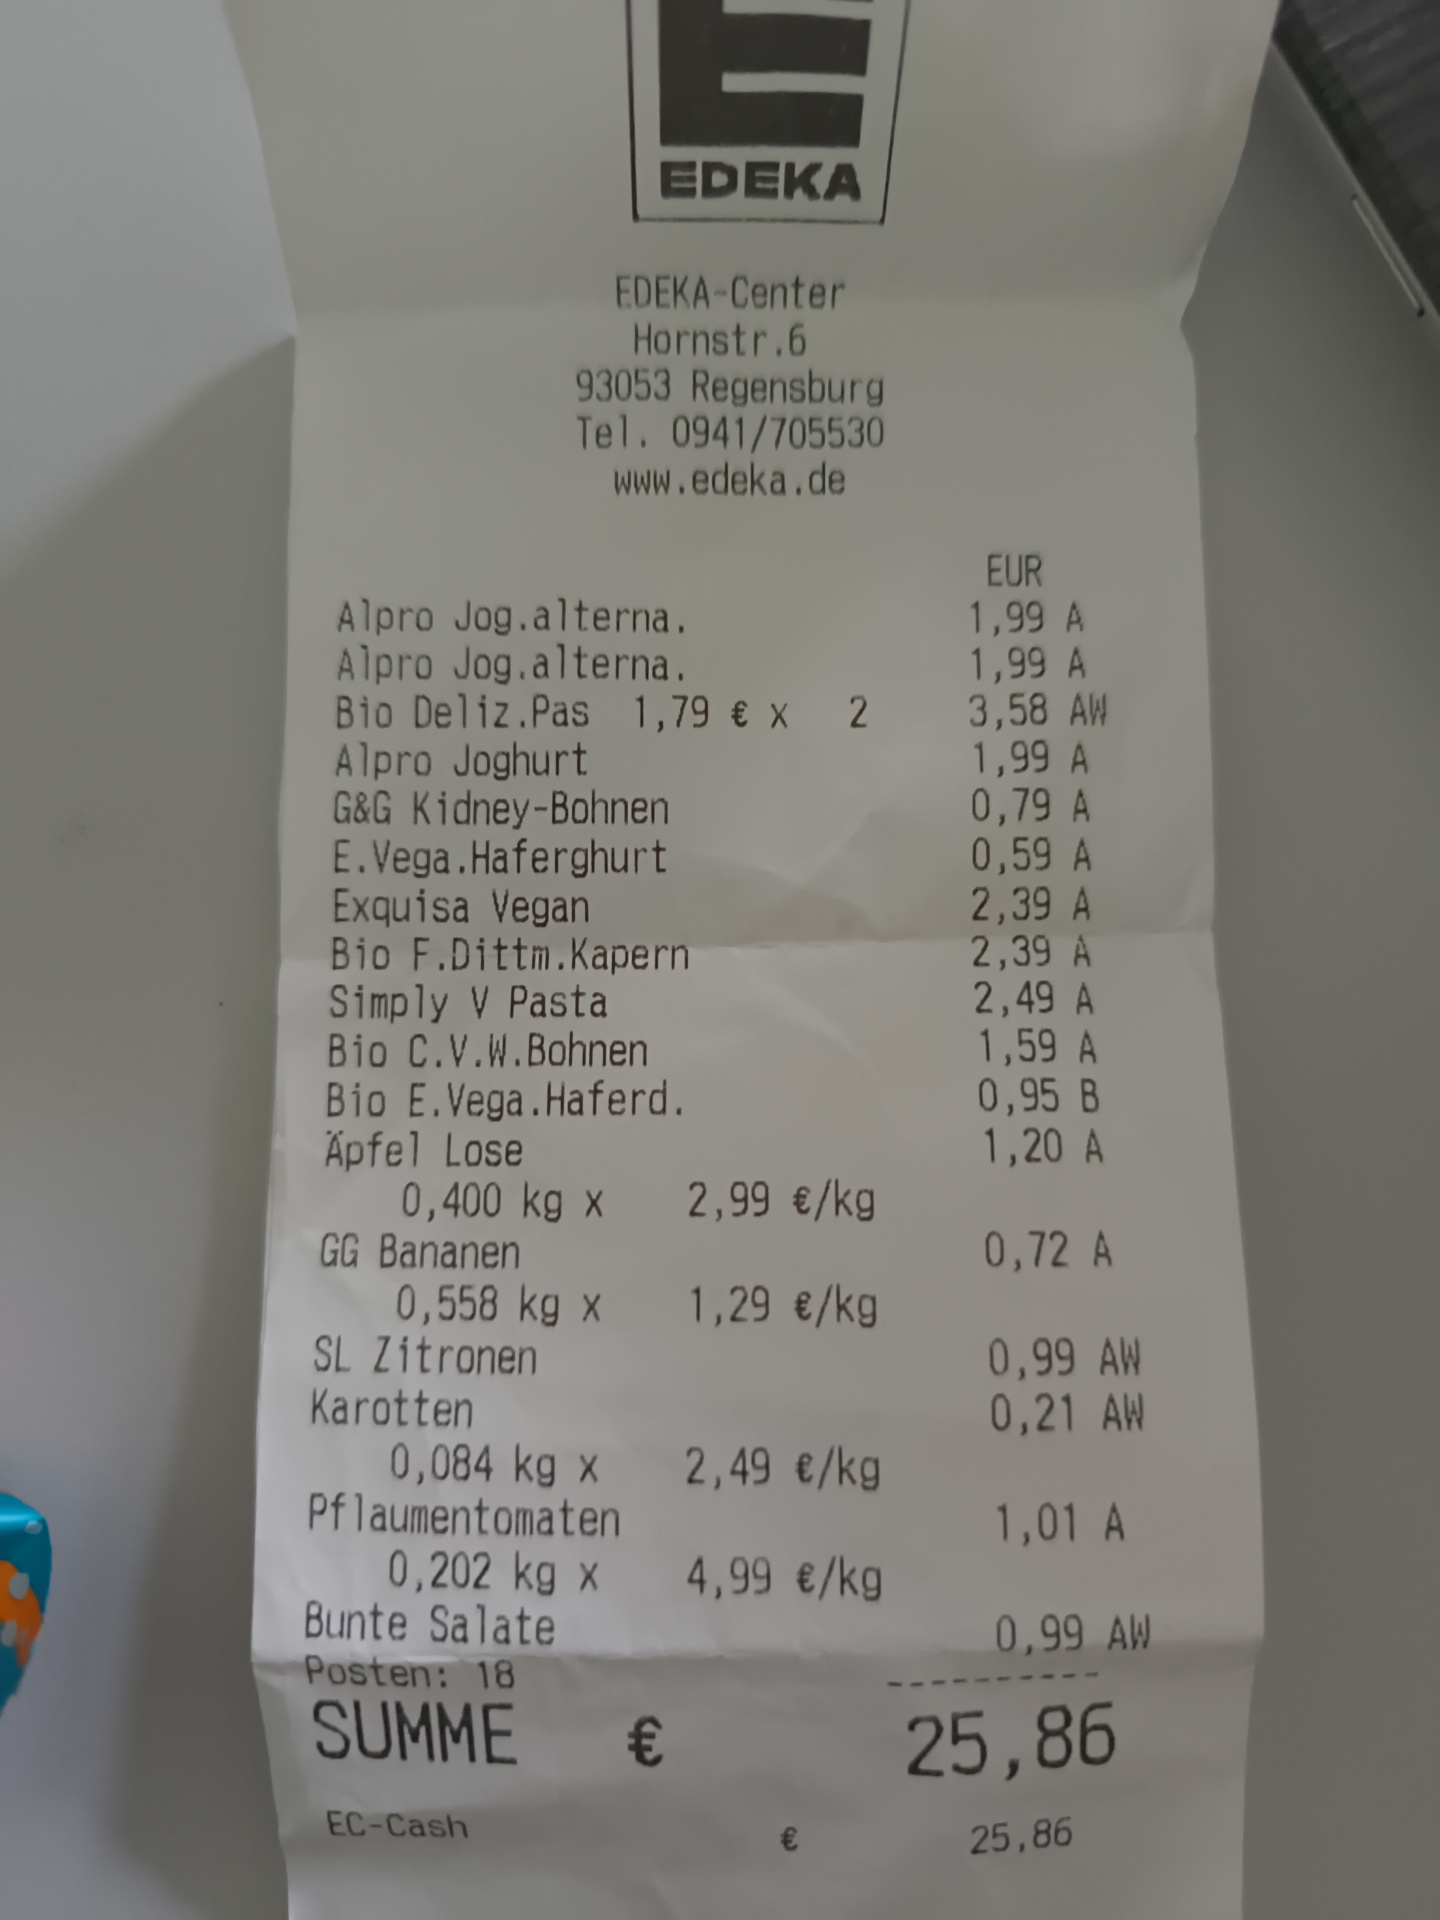 EDEKA
EDEKA-Center
Hornstr.6
93053 Regensburg
Tel. 0941/705530
www.edeka.de
EUR
Alpro Jog.alterna. 1,99 A
Alpro Jog.alterna. 1,99 A
Bio Deliz.Pas 1,79 € x 2 3,58 AW
Alpro Joghurt 1,99 A
G&G Kidney-Bohnen 0,79 A
E.Vega.Haferghurt 0,59 A
Exquisa Vegan 2,39 A
Bio F.Dittm.Kapern 2,39 A
Simply V Pasta 2,49 A
Bio C.V.W.Bohnen 1,59 A
Bio E.Vega.Haferd. 0,95 B
Äpfel Lose 1,20 A
0,400 kg x 2,99 €/kg
GG Bananen 0,72 A
0,558 kg x 1,29 €/kg
SL Zitronen 0,99 AW
Karotten 0,21 AW
0,084 kg x 2,49 €/kg
Pflaumentomaten 1,01 A
0,202 kg x 4,99 €/kg
Bunte Salate 0,99 AW
Posten: 18 ----------
SUMME € 25,86
EC-Cash € 25,86